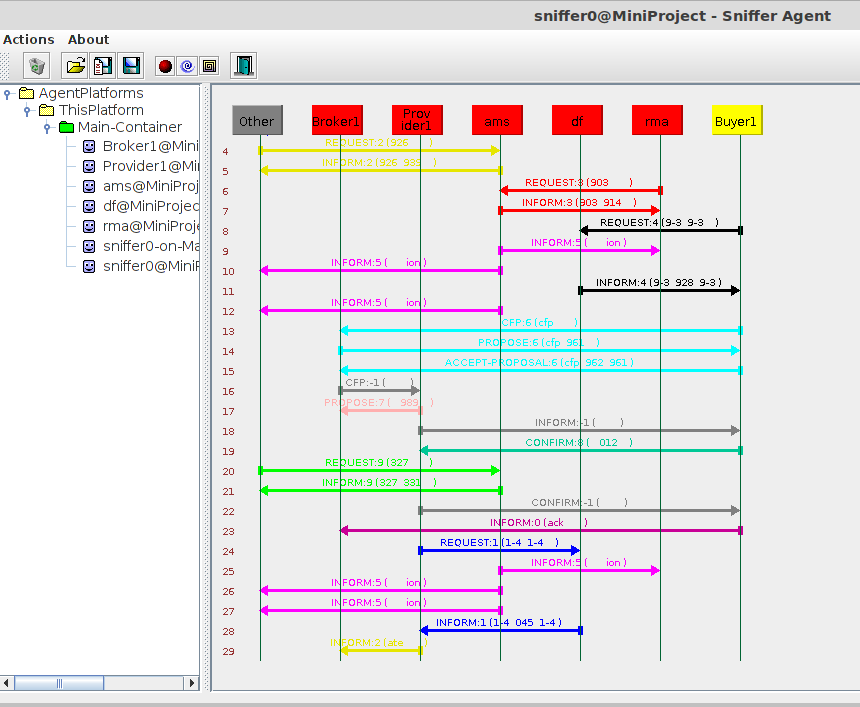 sniffer0@MiniProject - Sniffer Agent
Actions About
AgentPlatforms
ThisPlatform
Main-Container
Broker1@Mini
Provider1@Mi
ams@MiniProj
df@MiniProjec
rma@MiniProje
sniffer0-on-Ma
sniffer0@MiniP
Other Broker1 Prov ams df rma Buyer1
ider1
4 REQUEST:2 (926 )
5 INFORM:2 (926 939 )
6 REQUEST:3 (903 )
7 INFORM:3 (903 914 )
8 REQUEST:4 (9-3 9-3 )
9 INFORM:5 ( ion)
10 INFORM:5 ( ion)
11 INFORM:4 (9-3 928 9-3 )
12 INFORM:5 ( ion)
13 CFP:6 (cfp )
14 PROPOSE:6 (cfp 961 )
15 ACCEPT-PROPOSAL:6 (cfp 962 961 )
16 CFP:-1 ( )
17 PROPOSE:7 ( 989 )
18 INFORM:-1 ( )
19 CONFIRM:8 ( 012 )
20 REQUEST:9 (327 )
21 INFORM:9 (327 331 )
22 CONFIRM:-1 ( )
23 INFORM:0 (ack )
24 REQUEST:1 (1-4 1-4 )
25 INFORM:5 ( ion)
26 INFORM:5 ( ion)
27 INFORM:5 ( ion)
28 INFORM:1 (1-4 045 1-4 )
29 INFORM:2 (ate )